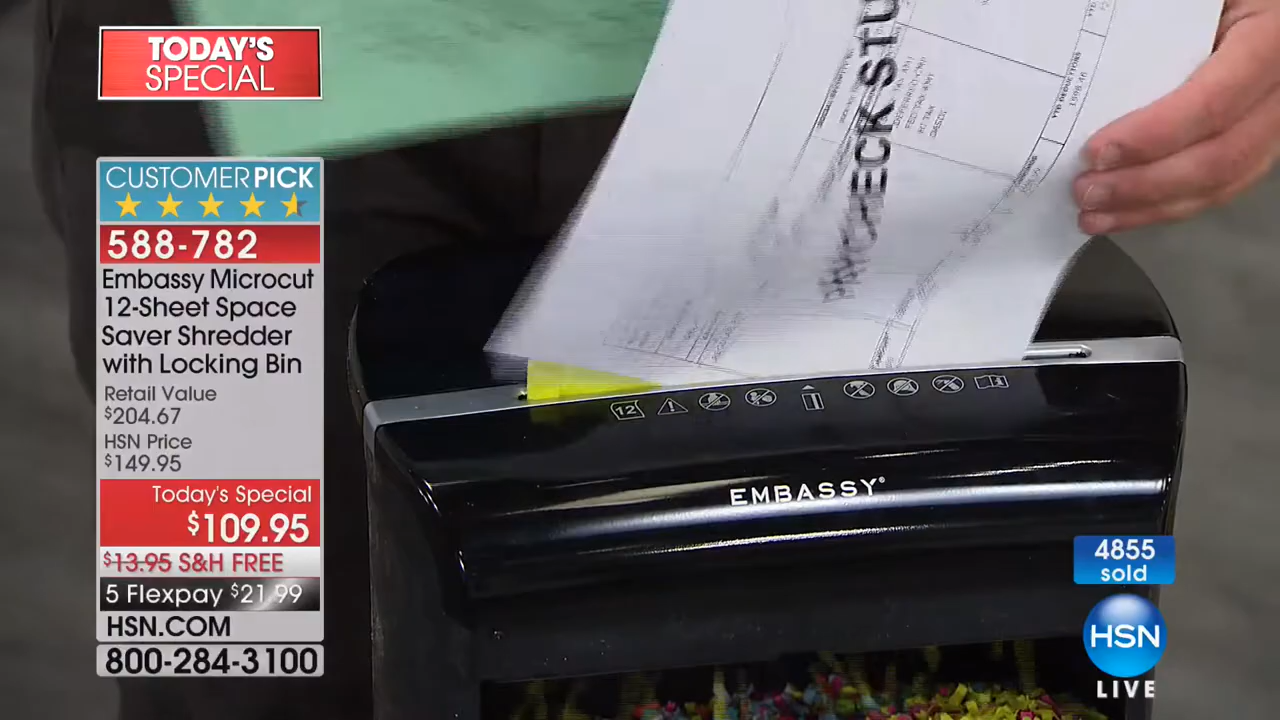 TODAY'S
SPECIAL
CUSTOMER PICK
588-782
Embassy Microcut
12-Sheet Space
Saver Shredder
with Locking Bin
Retail Value
$204.67
HSN Price
$149.95
Today's Special
$109.95
$13.95 S&H FREE
5 Flexpay $21.99
HSN.COM
800-284-3100
12
EMBASSY
4855
sold
HSN
LIVE